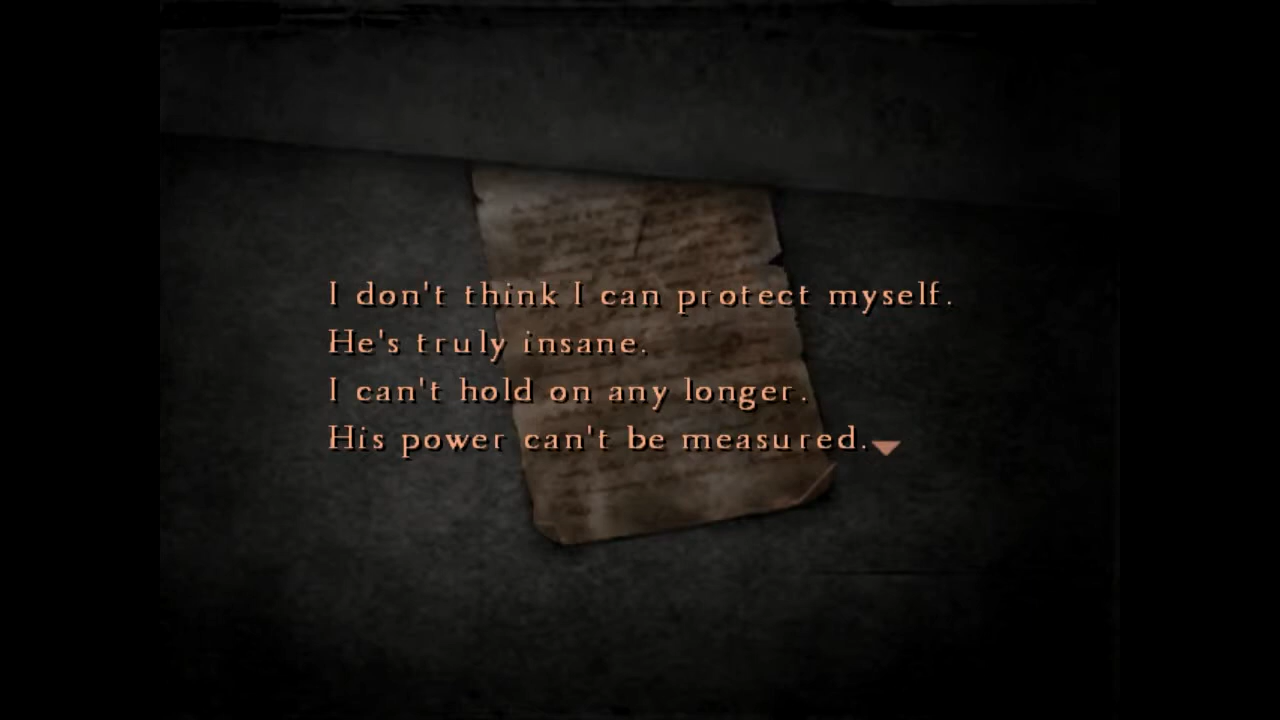 I don't think I can protect myself.
He's truly insane.
I can't hold on any longer.
His power can't be measured.